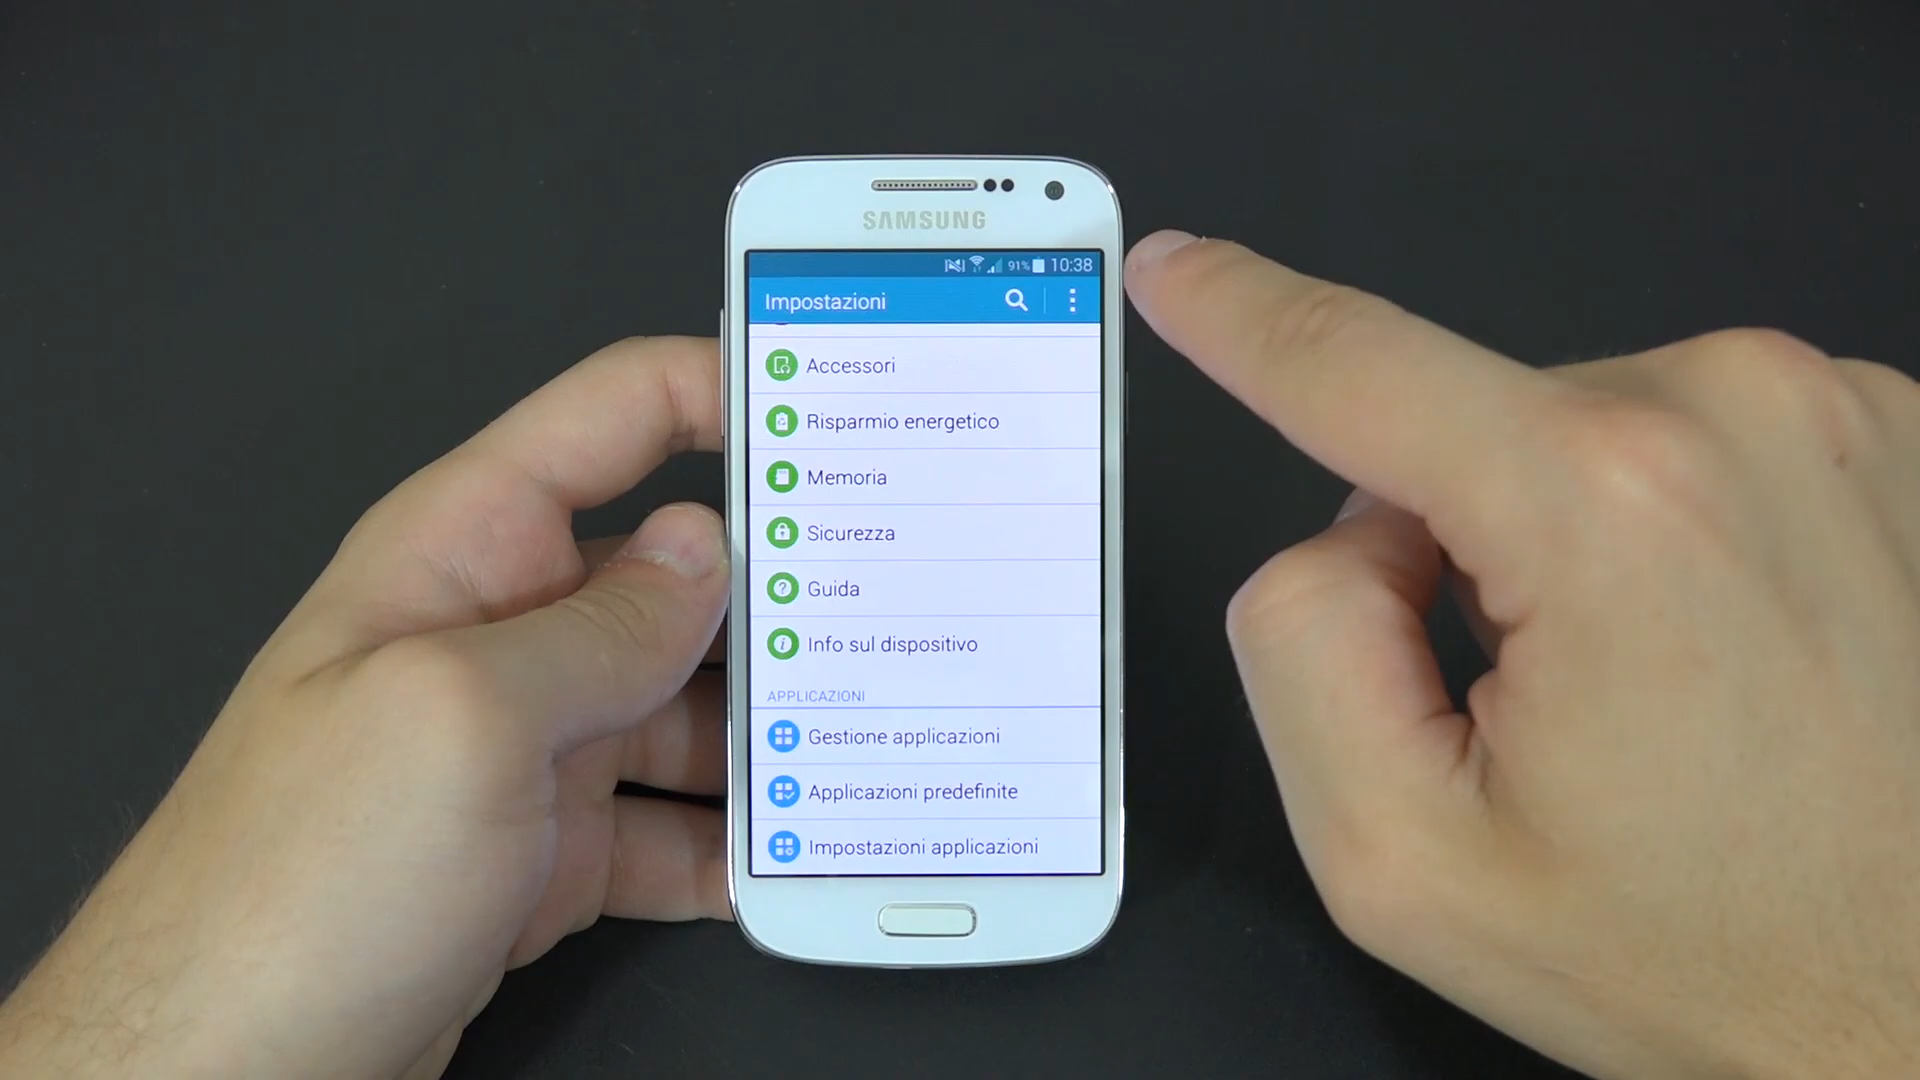 SAMSUNG
91% 10:38
Impostazioni
Accessori
Risparmio energetico
Memoria
Sicurezza
Guida
Info sul dispositivo
APPLICAZIONI
Gestione applicazioni
Applicazioni predefinite
Impostazioni applicazioni